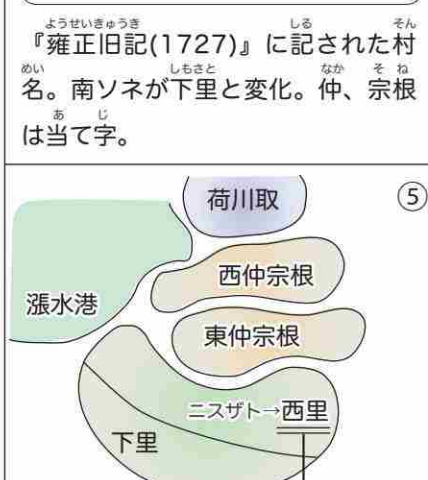 『雍正旧記(1727)』に記された村
名。南ソネが下里と変化。仲、宗根
は当て字。
⑤
荷川取
西仲宗根
漲水港
東仲宗根
ニスザト→西里
下里